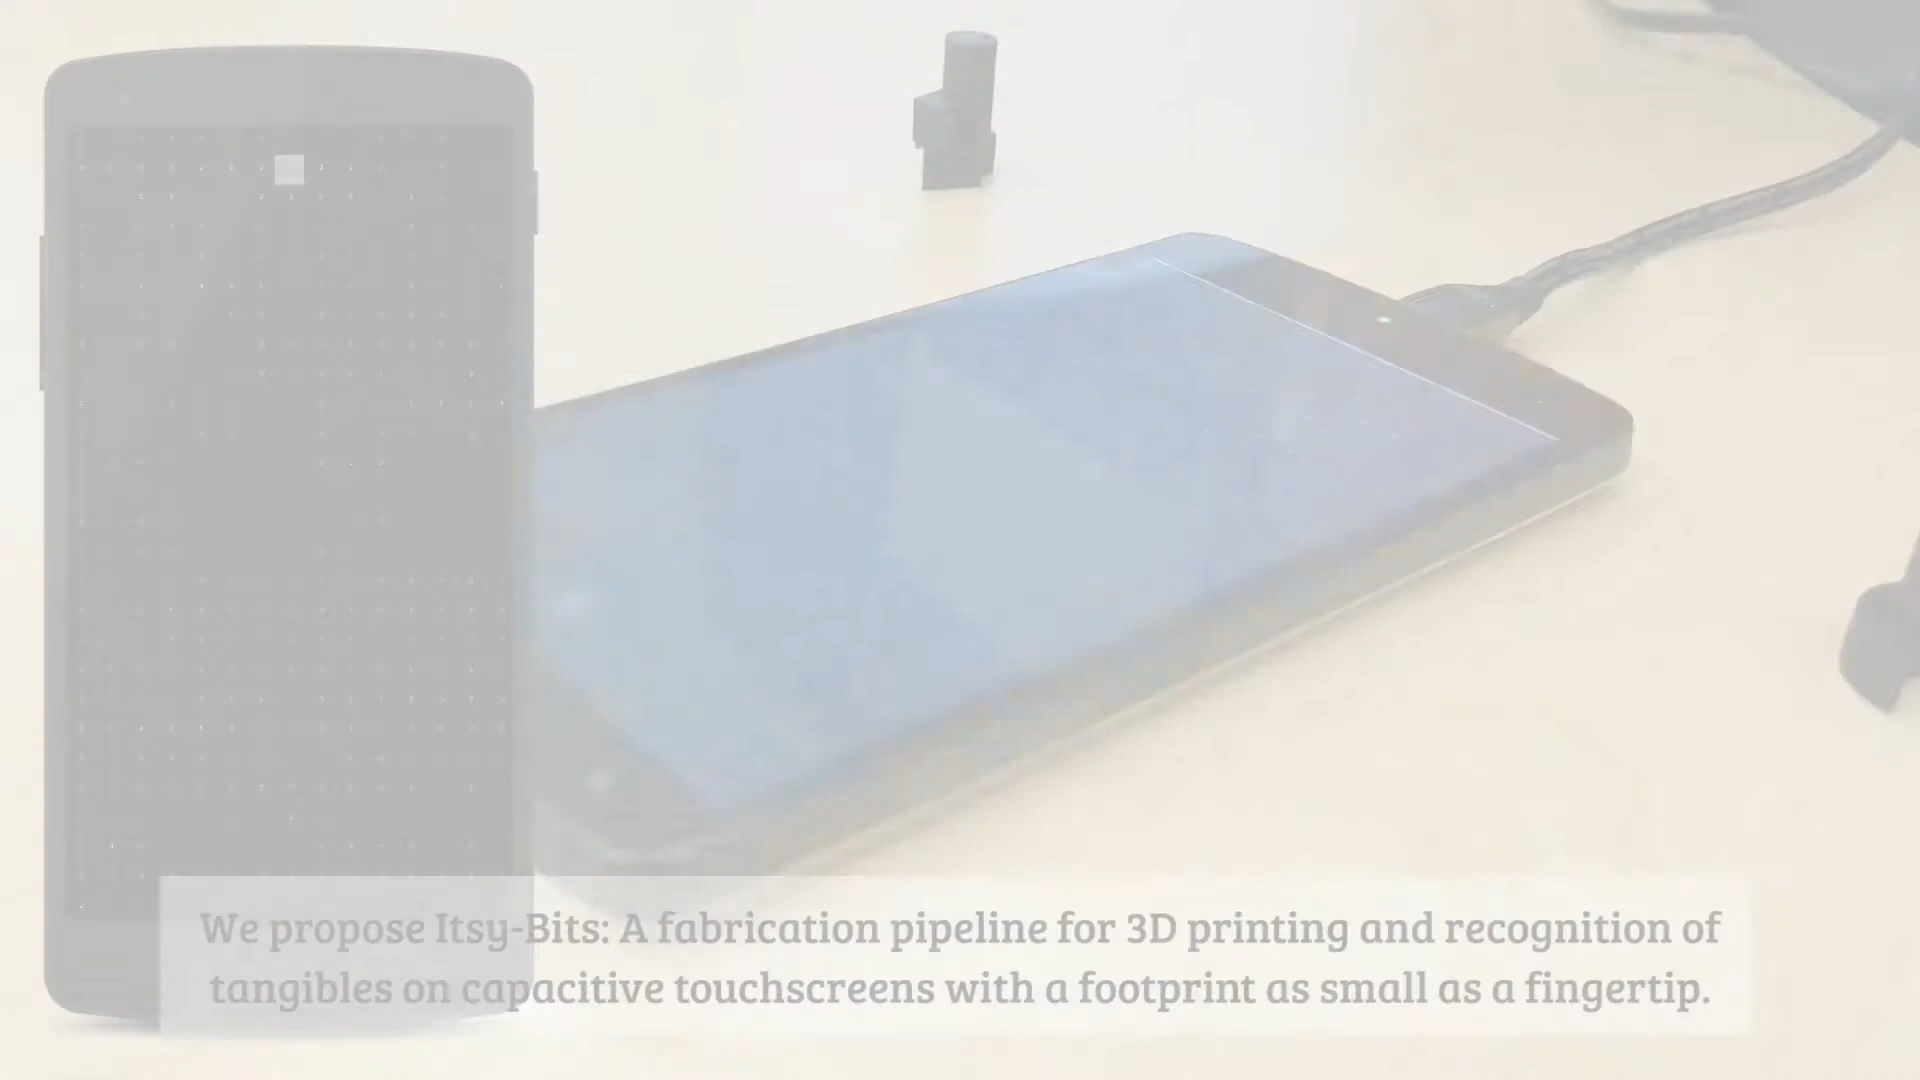 We propose Itsy-Bits: A fabrication pipeline for 3D printing and recognition of
tangibles on capacitive touchscreens with a footprint as small as a fingertip.